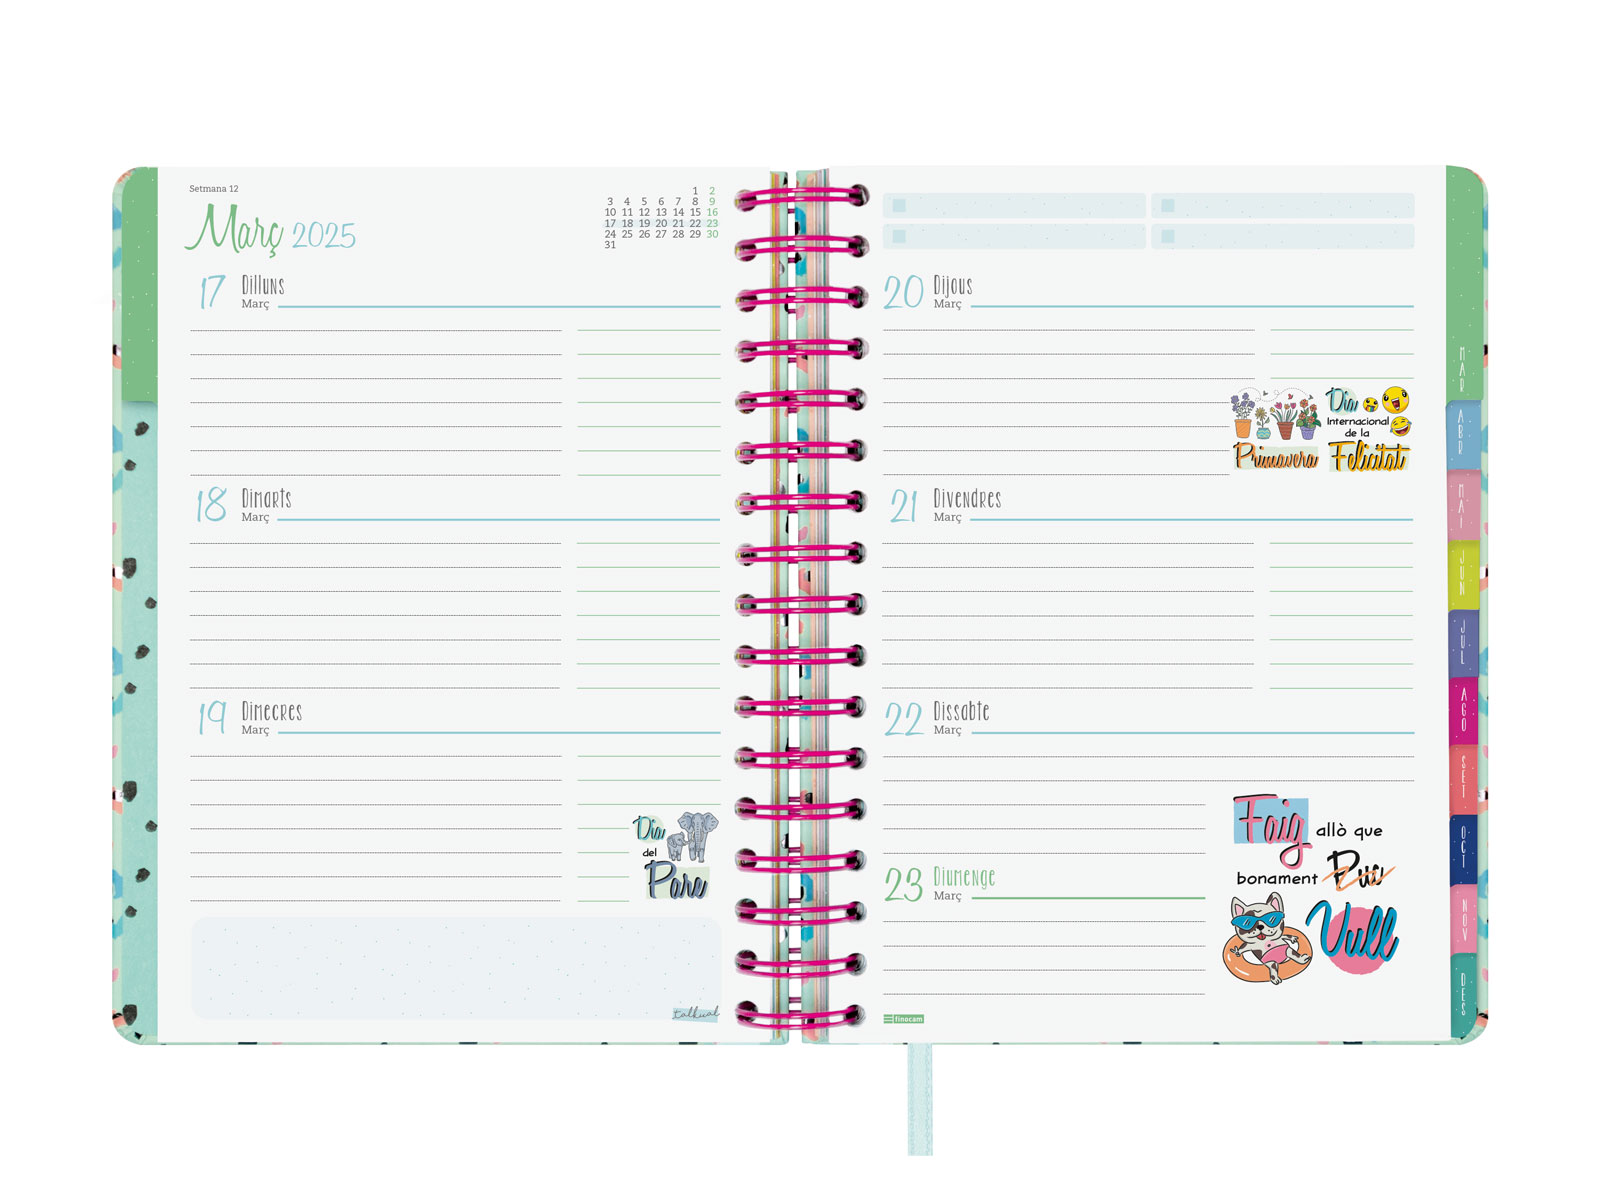 Setmana 12
Març 2025
1 2
3 4 5 6 7 8 9
10 11 12 13 14 15 16
17 18 19 20 21 22 23
24 25 26 27 28 29 30
31
17 Dilluns
Març
18 Dimarts
Març
19 Dimecres
Març
Dia
del
Pare
talkual
20 Dijous
Març
Primavera
Dia
Internacional
de la
Felicitat
21 Divendres
Març
22 Dissabte
Març
23 Diumenge
Març
Faig allò que
bonament Puc
Vull
finocam
MAR
ABR
MAI
JUN
JUL
AGO
SET
OCT
NOV
DES